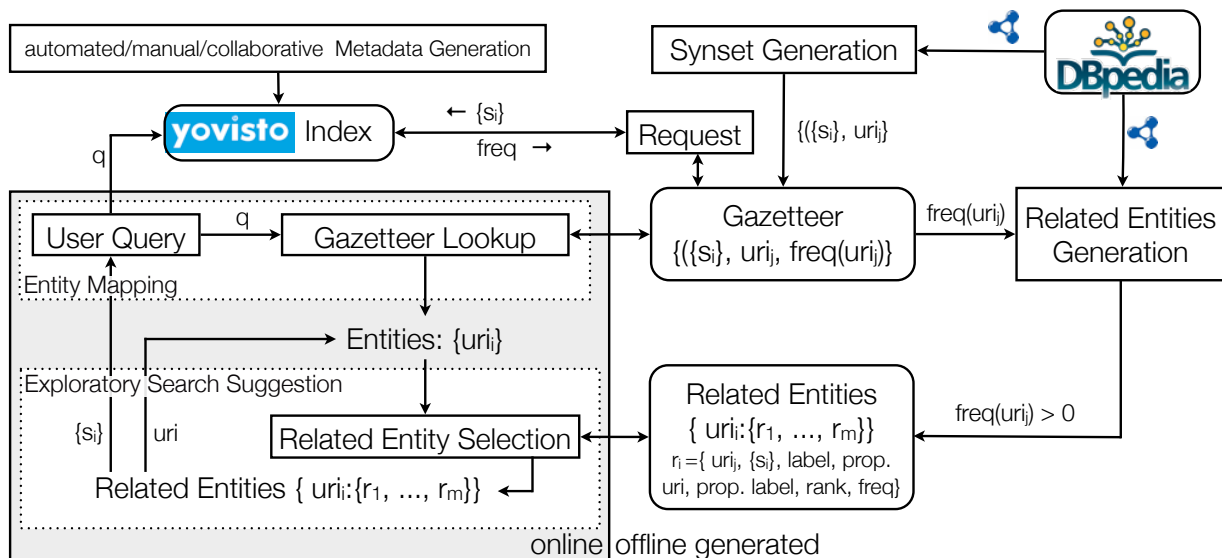 automated/manual/collaborative Metadata Generation
Synset Generation
DBpedia
yovisto Index
← {sᵢ}
freq →
Request
{({sᵢ}, uriⱼ}
q
User Query
q
Gazetteer Lookup
Entity Mapping
Gazetteer
{({sᵢ}, uriⱼ, freq(uriⱼ)}
freq(uriⱼ)
Related Entities
Generation
Entities: {uriᵢ}
Exploratory Search Suggestion
{sᵢ}
uri
Related Entity Selection
Related Entities { uriᵢ:{r₁, ..., rₘ}}
Related Entities
{ uriᵢ:{r₁, ..., rₘ}}
rᵢ ={ uriⱼ, {sᵢ}, label, prop.
uri, prop. label, rank, freq}
freq(uriⱼ) > 0
online
offline generated